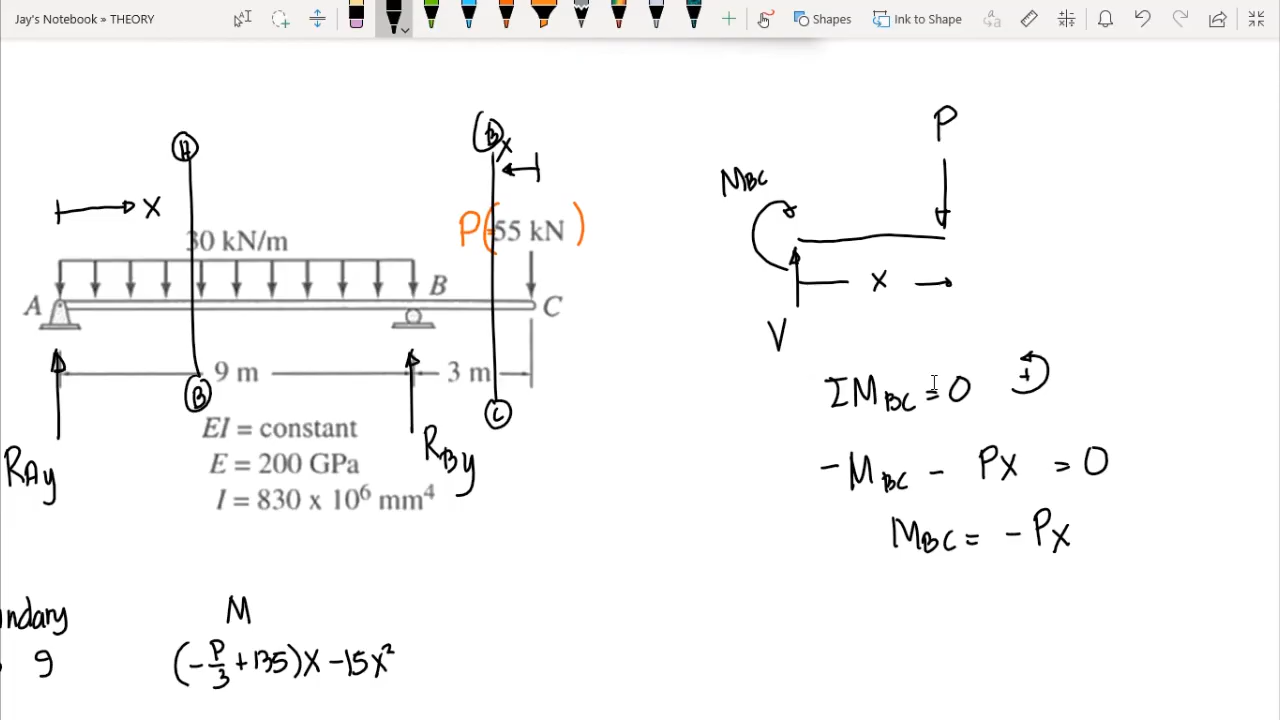 Jay's Notebook » THEORY
Shapes
Ink to Shape
A
B
X
X
30 kN/m
P(55 kN)
A
B
C
9 m
3 m
B
C
RAy
RBy
EI = constant
E = 200 GPa
I = 830 x 10⁶ mm⁴
P
MBC
X
V
ΣMBC = 0 +
-MBC - PX = 0
MBC = - PX
ndary M
9 (-P/3 + 135)X - 15X²